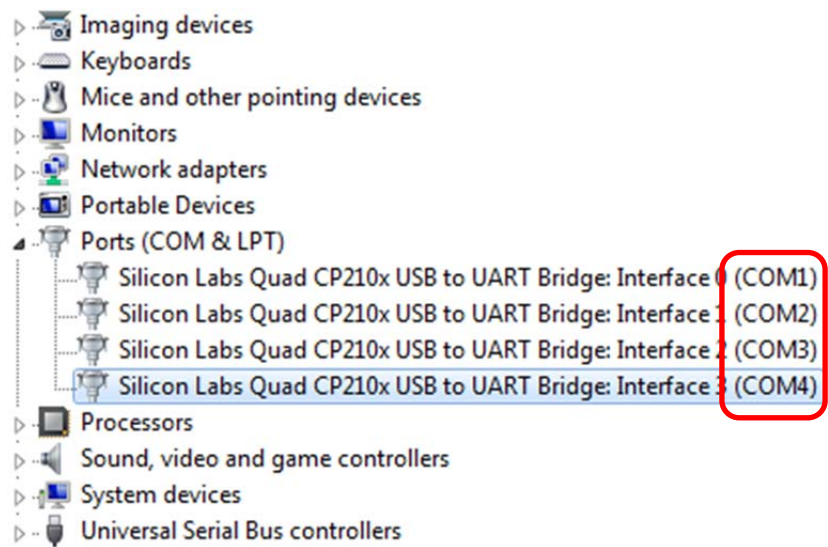 Imaging devices
Keyboards
Mice and other pointing devices
Monitors
Network adapters
Portable Devices
Ports (COM & LPT)
Silicon Labs Quad CP210x USB to UART Bridge: Interface 0 (COM1)
Silicon Labs Quad CP210x USB to UART Bridge: Interface 1 (COM2)
Silicon Labs Quad CP210x USB to UART Bridge: Interface 2 (COM3)
Silicon Labs Quad CP210x USB to UART Bridge: Interface 3 (COM4)
Processors
Sound, video and game controllers
System devices
Universal Serial Bus controllers